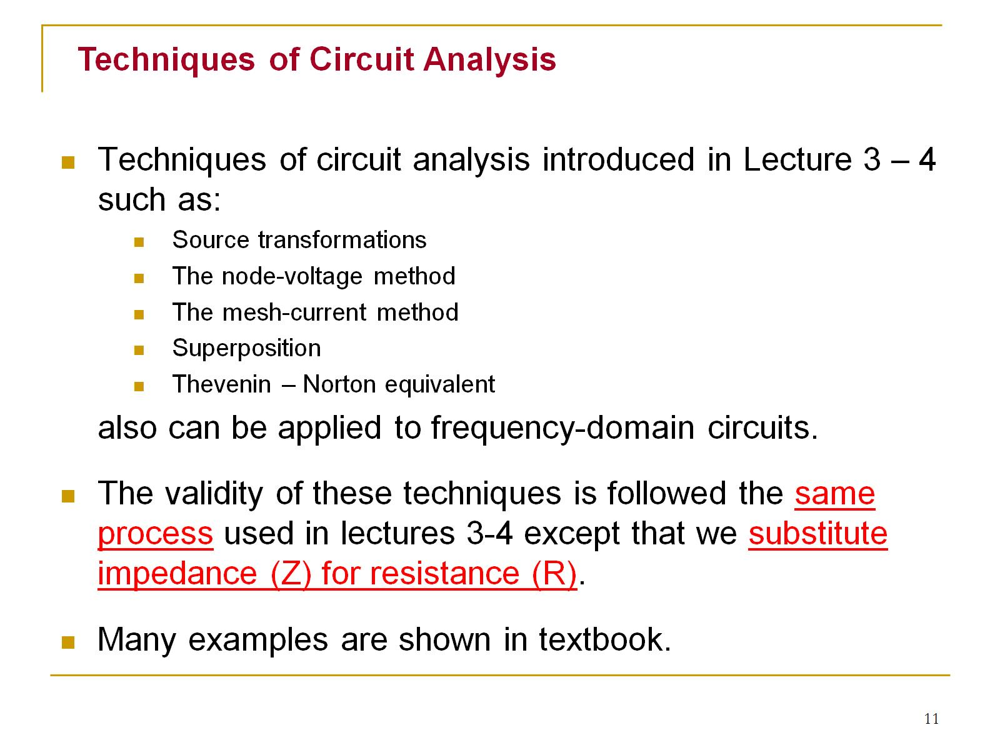 Techniques of Circuit Analysis
Techniques of circuit analysis introduced in Lecture 3 – 4
such as:
Source transformations
The node-voltage method
The mesh-current method
Superposition
Thevenin – Norton equivalent
also can be applied to frequency-domain circuits.
The validity of these techniques is followed the same
process used in lectures 3-4 except that we substitute
impedance (Z) for resistance (R).
Many examples are shown in textbook.
11